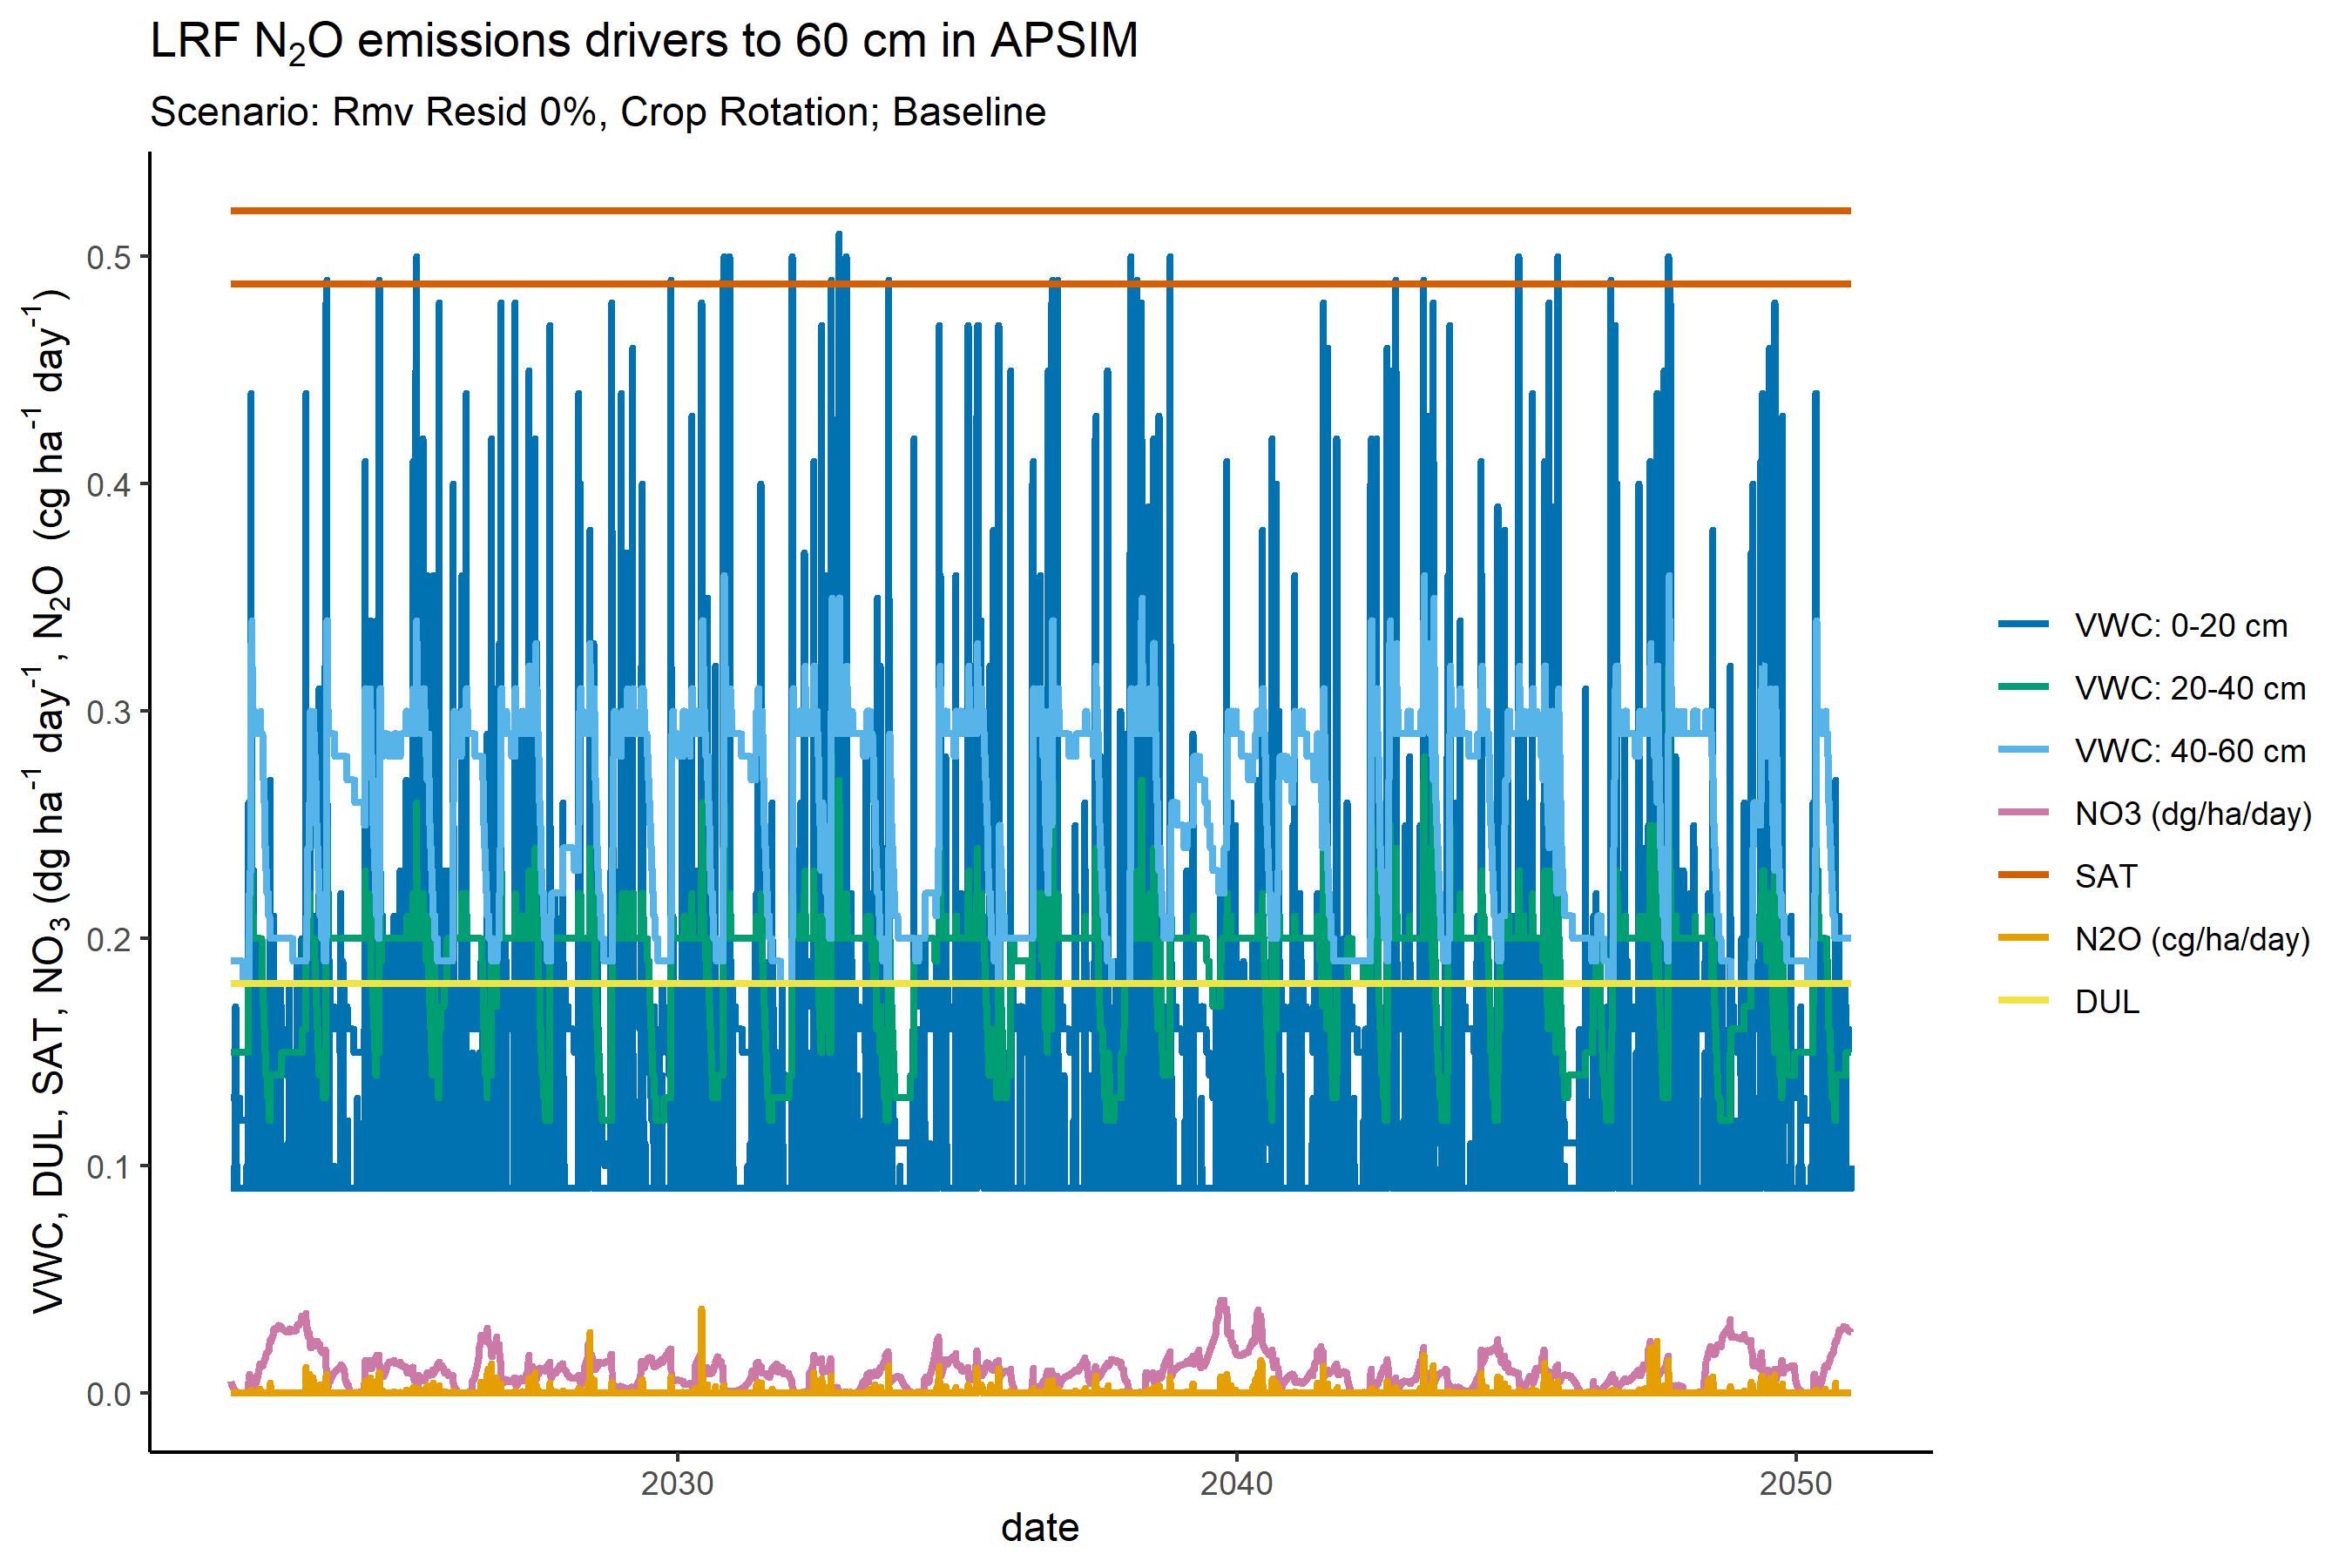 LRF N₂O emissions drivers to 60 cm in APSIM
Scenario: Rmv Resid 0%, Crop Rotation; Baseline
VWC, DUL, SAT, NO₃ (dg ha⁻¹ day⁻¹, N₂O (cg ha⁻¹ day⁻¹)
0.5
0.4
0.3
0.2
0.1
0.0
2030 2040 2050
date
VWC: 0-20 cm
VWC: 20-40 cm
VWC: 40-60 cm
NO3 (dg/ha/day)
SAT
N2O (cg/ha/day)
DUL